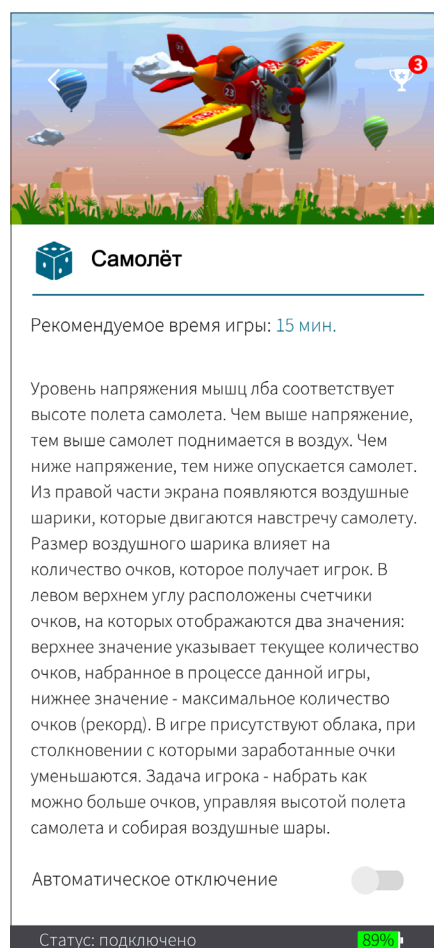 3
23
23
Самолёт
Рекомендуемое время игры: 15 мин.
Уровень напряжения мышц лба соответствует
высоте полета самолета. Чем выше напряжение,
тем выше самолет поднимается в воздух. Чем
ниже напряжение, тем ниже опускается самолет.
Из правой части экрана появляются воздушные
шарики, которые двигаются навстречу самолету.
Размер воздушного шарика влияет на
количество очков, которое получает игрок. В
левом верхнем углу расположены счетчики
очков, на которых отображаются два значения:
верхнее значение указывает текущее количество
очков, набранное в процессе данной игры,
нижнее значение - максимальное количество
очков (рекорд). В игре присутствуют облака, при
столкновении с которыми заработанные очки
уменьшаются. Задача игрока - набрать как
можно больше очков, управляя высотой полета
самолета и собирая воздушные шары.
Автоматическое отключение
Статус: подключено 89%